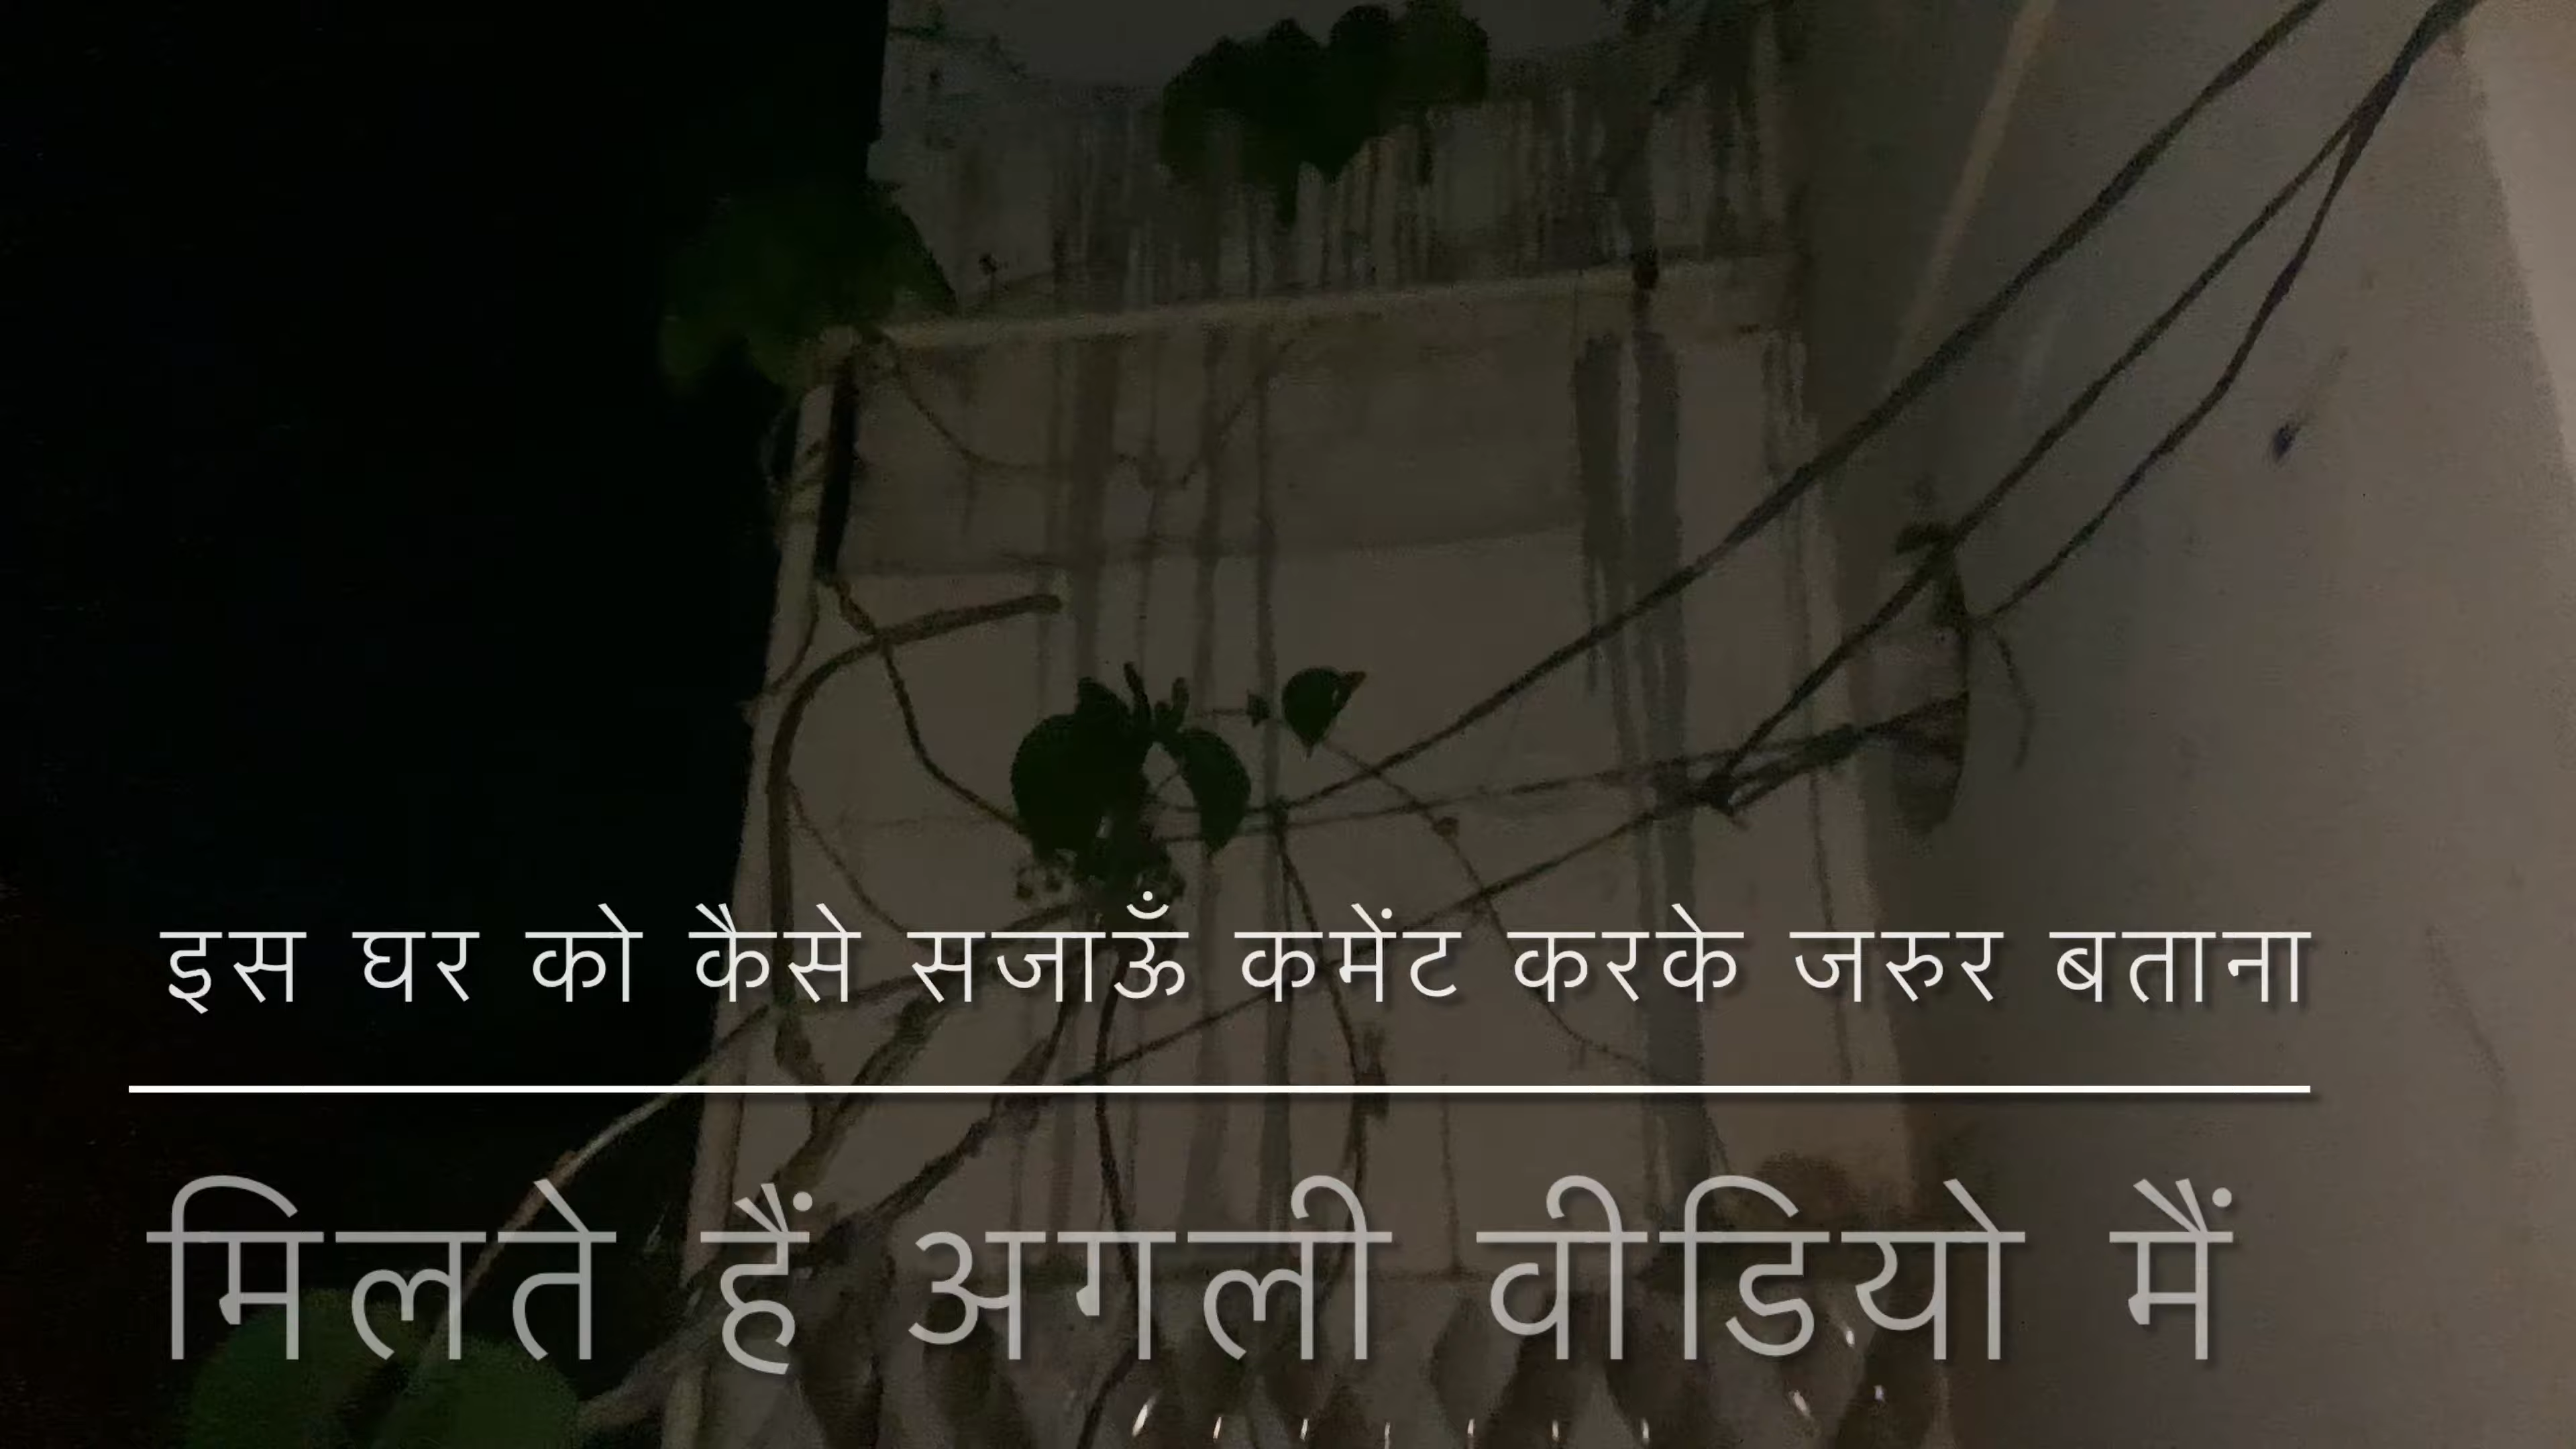 इस घर को कैसे सजाऊँ कमेंट करके जरुर बताना
मिलते हैं अगली वीडियो मैं